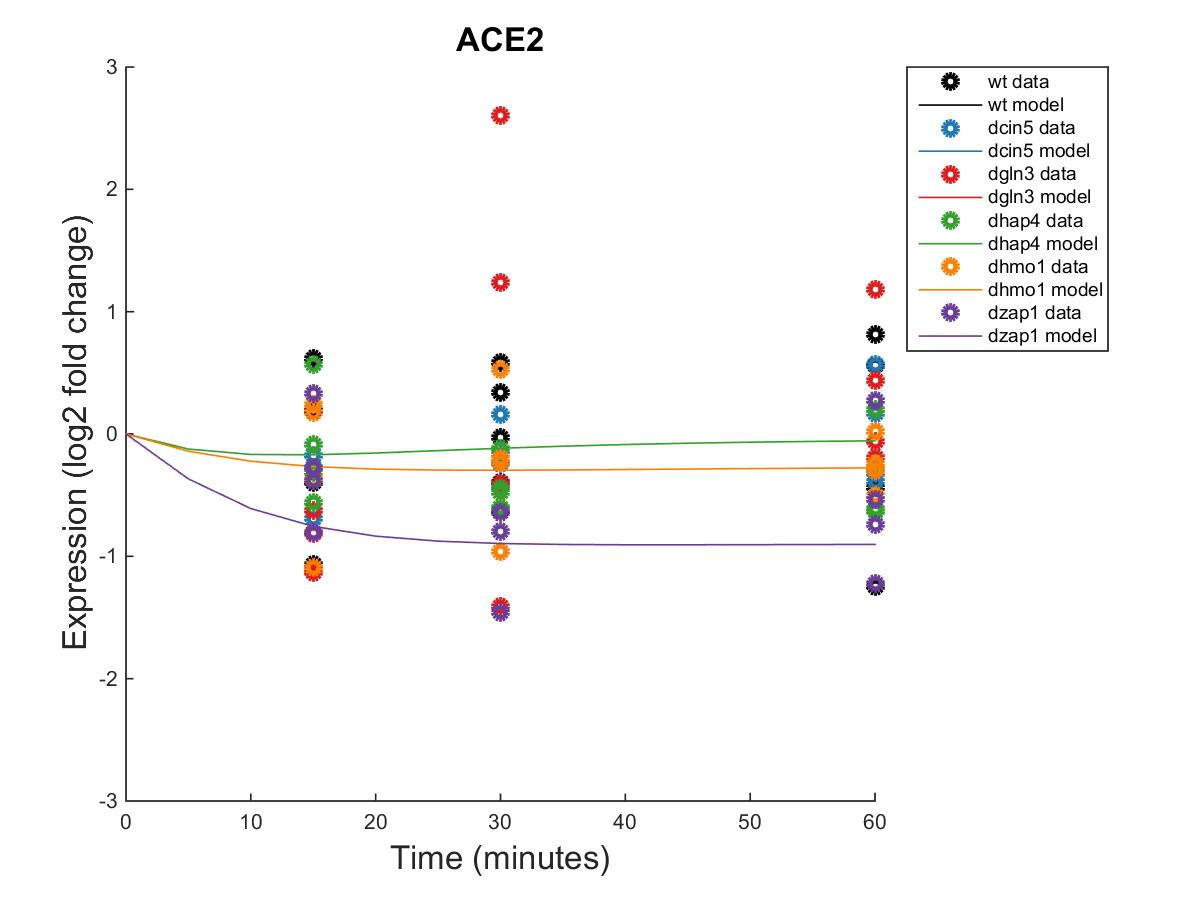 ACE2
Expression (log2 fold change)
3
2
1
0
-1
-2
-3
0 10 20 30 40 50 60
Time (minutes)
wt data
wt model
dcin5 data
dcin5 model
dgln3 data
dgln3 model
dhap4 data
dhap4 model
dhmo1 data
dhmo1 model
dzap1 data
dzap1 model